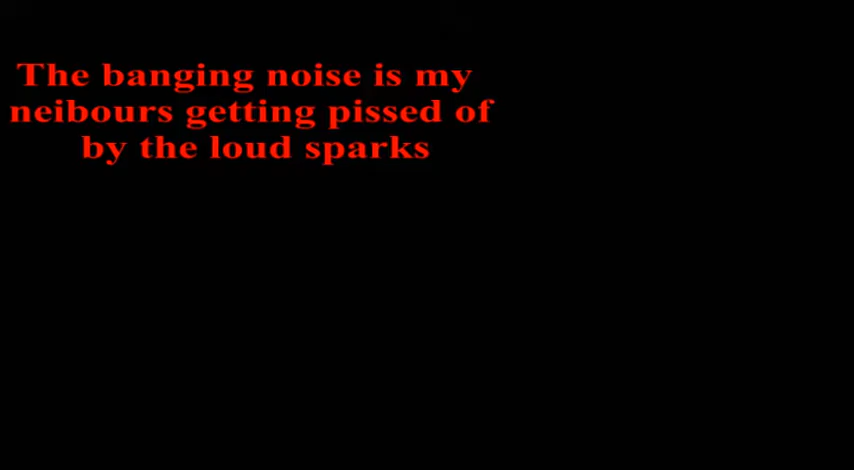 The banging noise is my
neibours getting pissed of
by the loud sparks